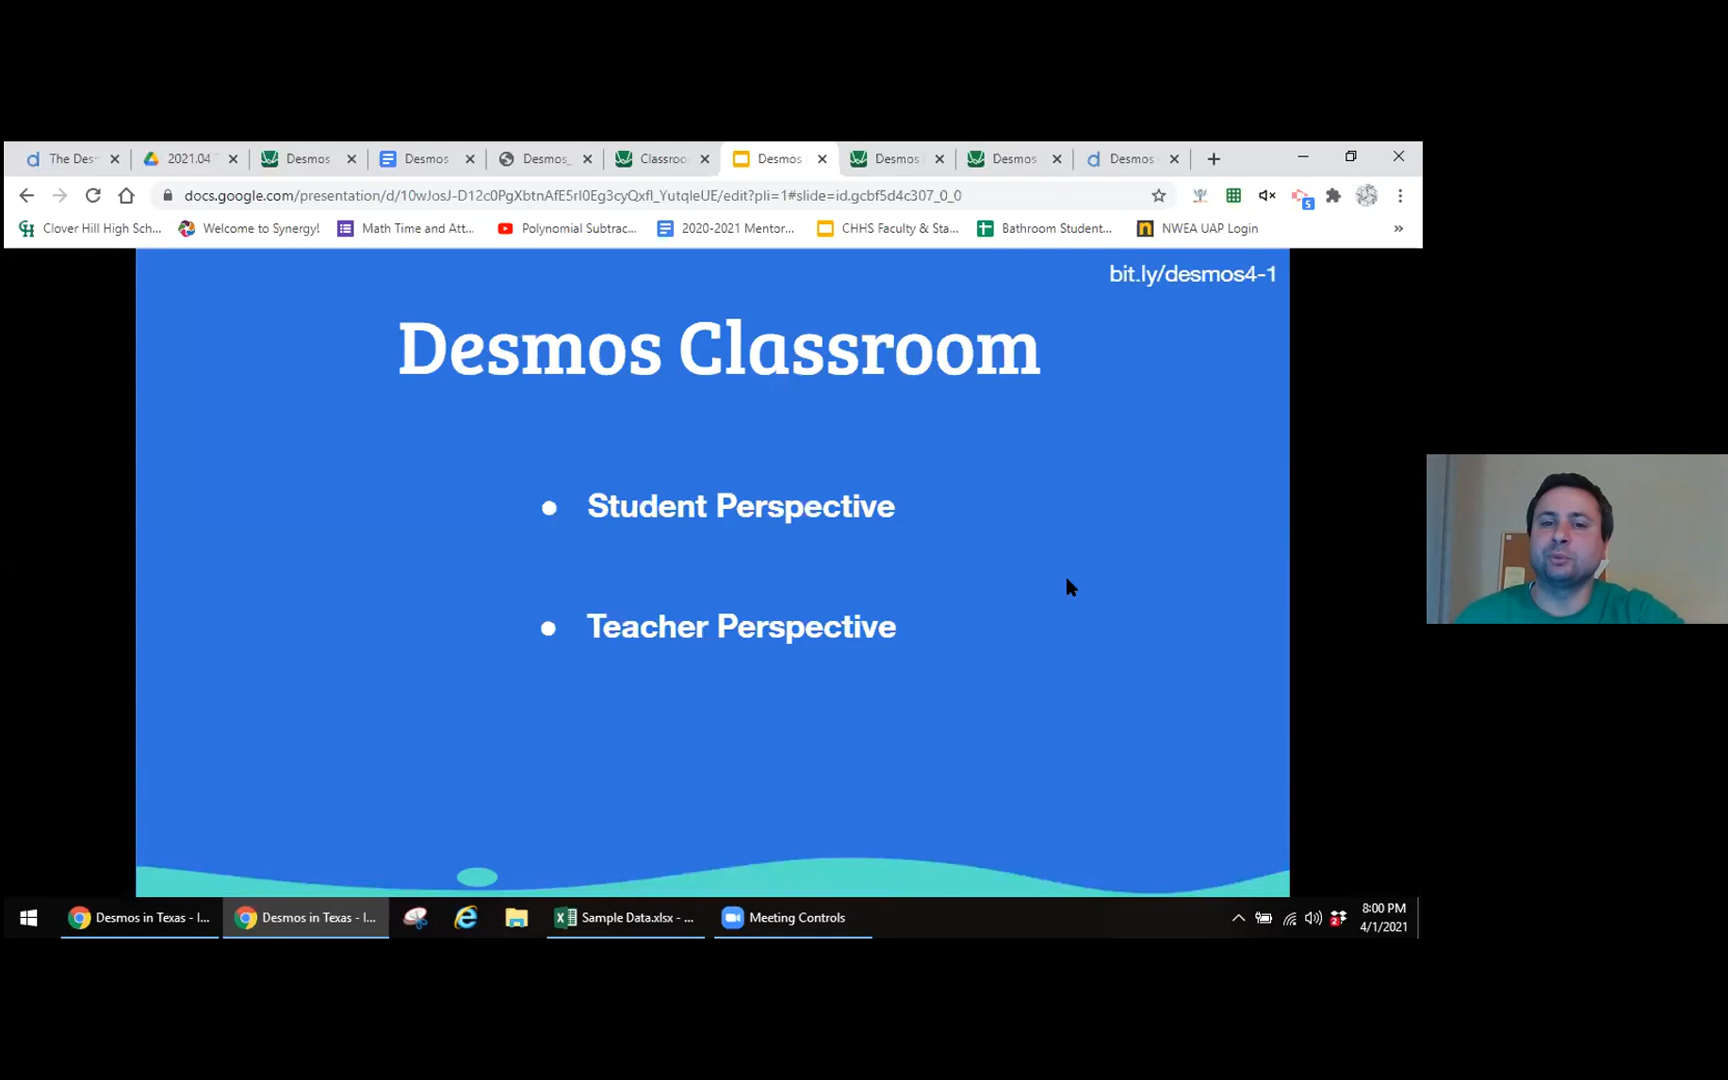 The Des
2021.04
Desmos
Desmos
Desmos_
Classroo
Desmos
Desmos
Desmos
Desmos
docs.google.com/presentation/d/10wJosJ-D12c0PgXbtnAfE5rI0Eg3cyQxfl_YutqleUE/edit?pli=1#slide=id.gcbf5d4c307_0_0
5
Clover Hill High Sch...
Welcome to Synergy!
Math Time and Att...
Polynomial Subtrac...
2020-2021 Mentor...
CHHS Faculty & Sta...
Bathroom Student...
NWEA UAP Login
»
bit.ly/desmos4-1
Desmos Classroom
● Student Perspective
● Teacher Perspective
Desmos in Texas - I...
Desmos in Texas - I...
Sample Data.xlsx - ...
Meeting Controls
2
8:00 PM
4/1/2021